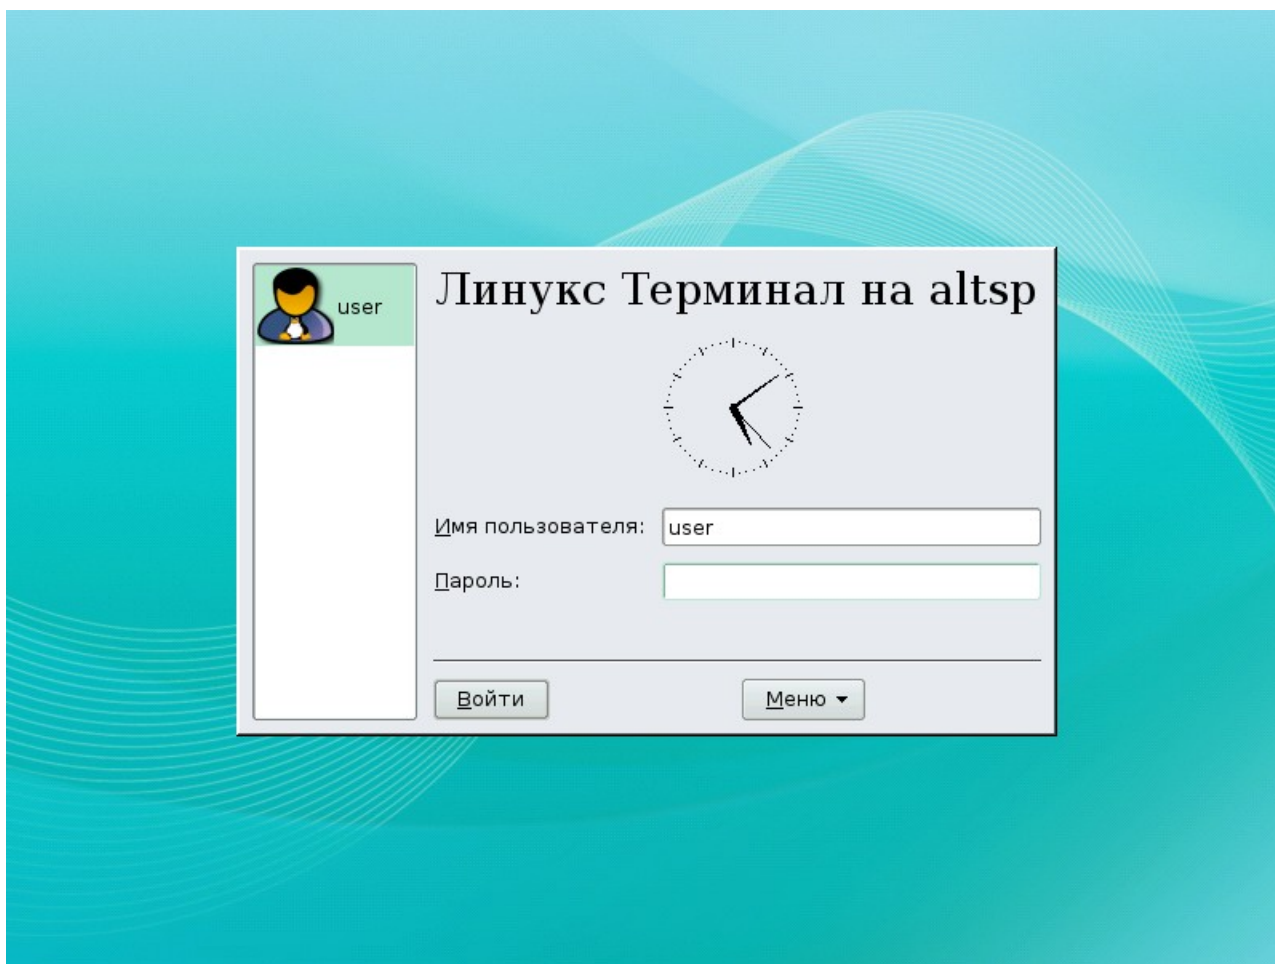 user
Линукс Терминал на altsp
Имя пользователя: user
Пароль:
Войти Меню